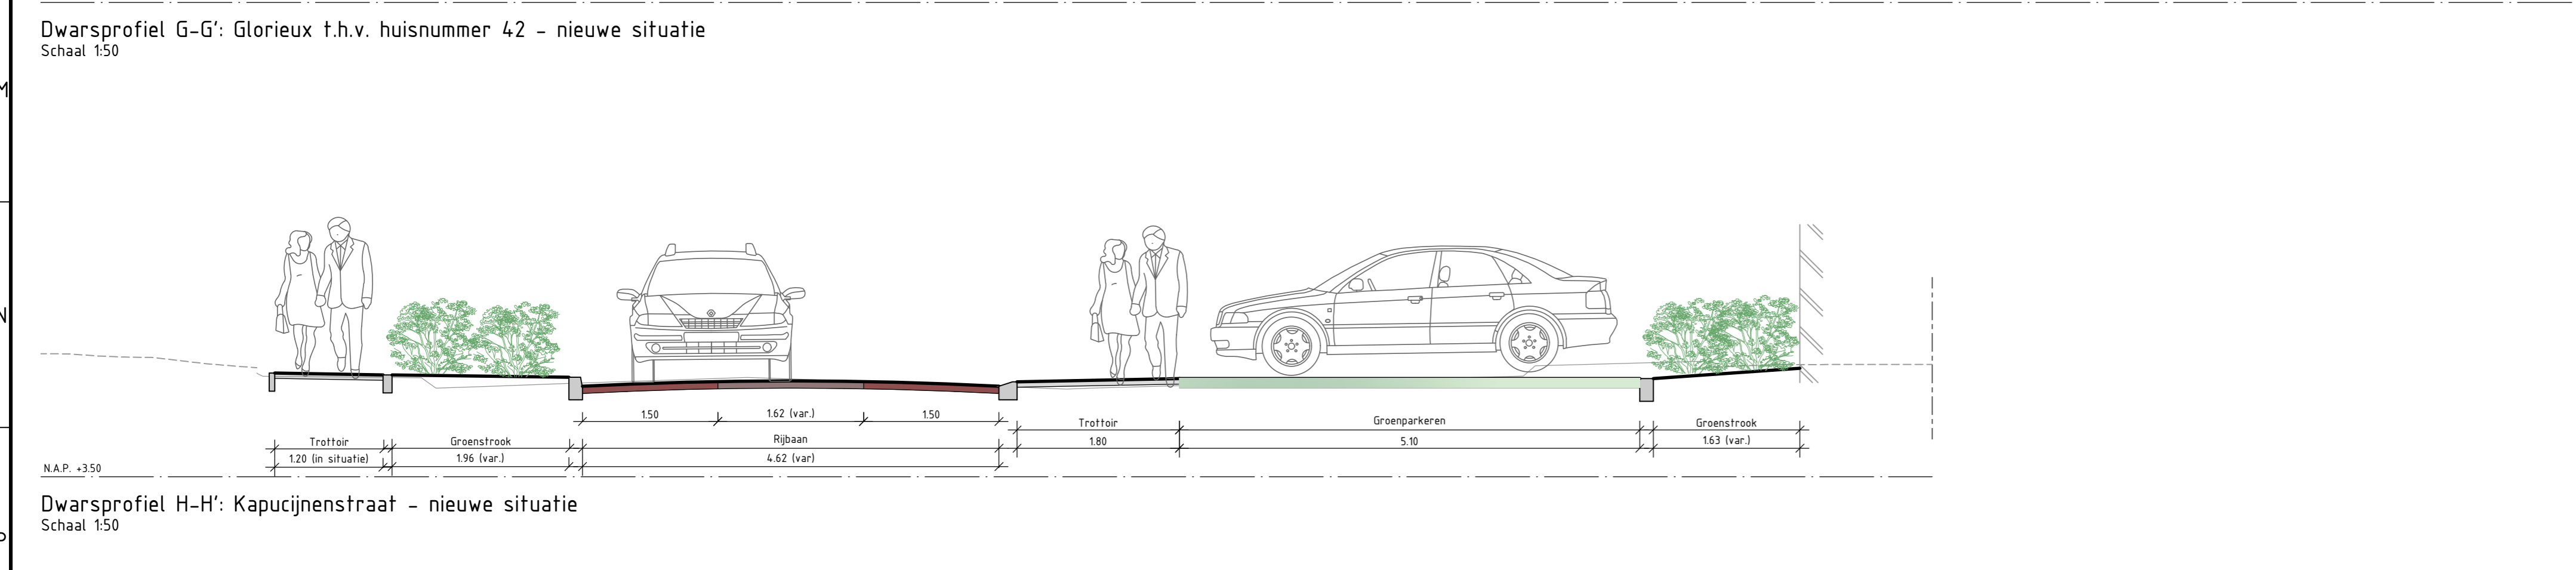 Dwarsprofiel G-G': Glorieux t.h.v. huisnummer 42 - nieuwe situatie
Schaal 1:50
M
N
1.50
1.62 (var.)
1.50
Trottoir
Groenstrook
Rijbaan
Trottoir
Groenparkeren
Groenstrook
1.20 (in situatie)
1.96 (var.)
4.62 (var)
1.80
5.10
1.63 (var.)
N.A.P. +3.50
Dwarsprofiel H-H': Kapucijnenstraat - nieuwe situatie
Schaal 1:50